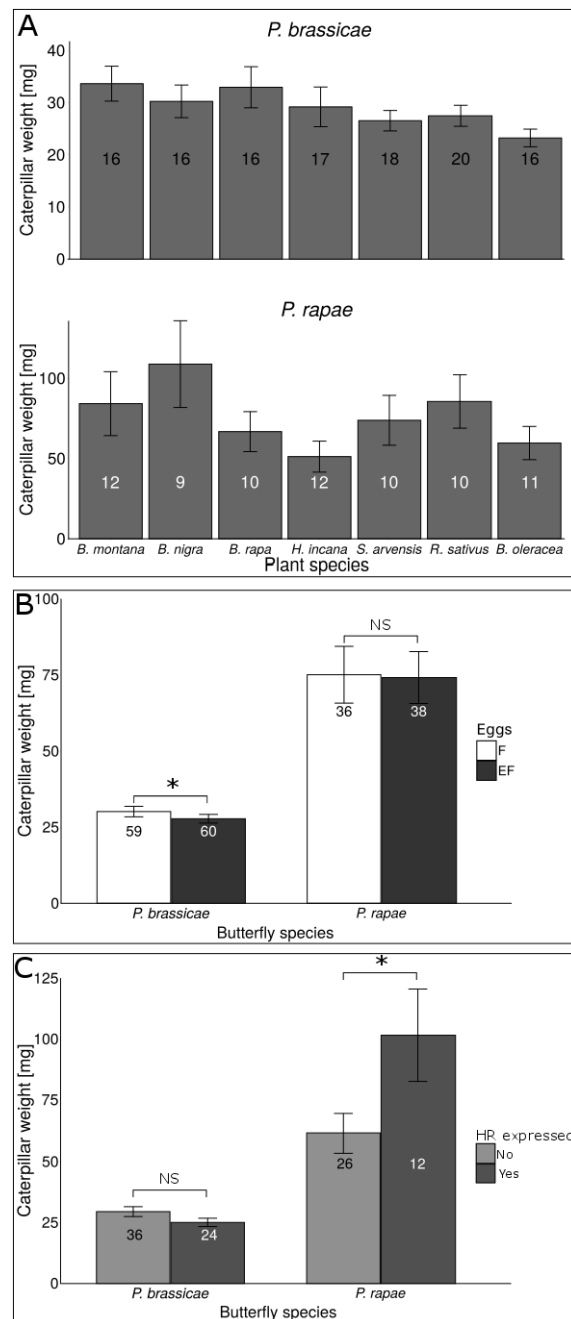 A
P. brassicae
Caterpillar weight [mg]
40
30
20
10
0
16 16 16 17 18 20 16
P. rapae
Caterpillar weight [mg]
100
50
0
12 9 10 12 10 10 11
B. montana B. nigra B. rapa H. incana S. arvensis R. sativus B. oleracea
Plant species
B
Caterpillar weight [mg]
100
75
50
25
0
NS
36 38
*
59 60
Eggs
F
EF
P. brassicae P. rapae
Butterfly species
C
Caterpillar weight [mg]
125
100
75
50
25
0
*
26 12
NS
36 24
HR expressed
No
Yes
P. brassicae P. rapae
Butterfly species